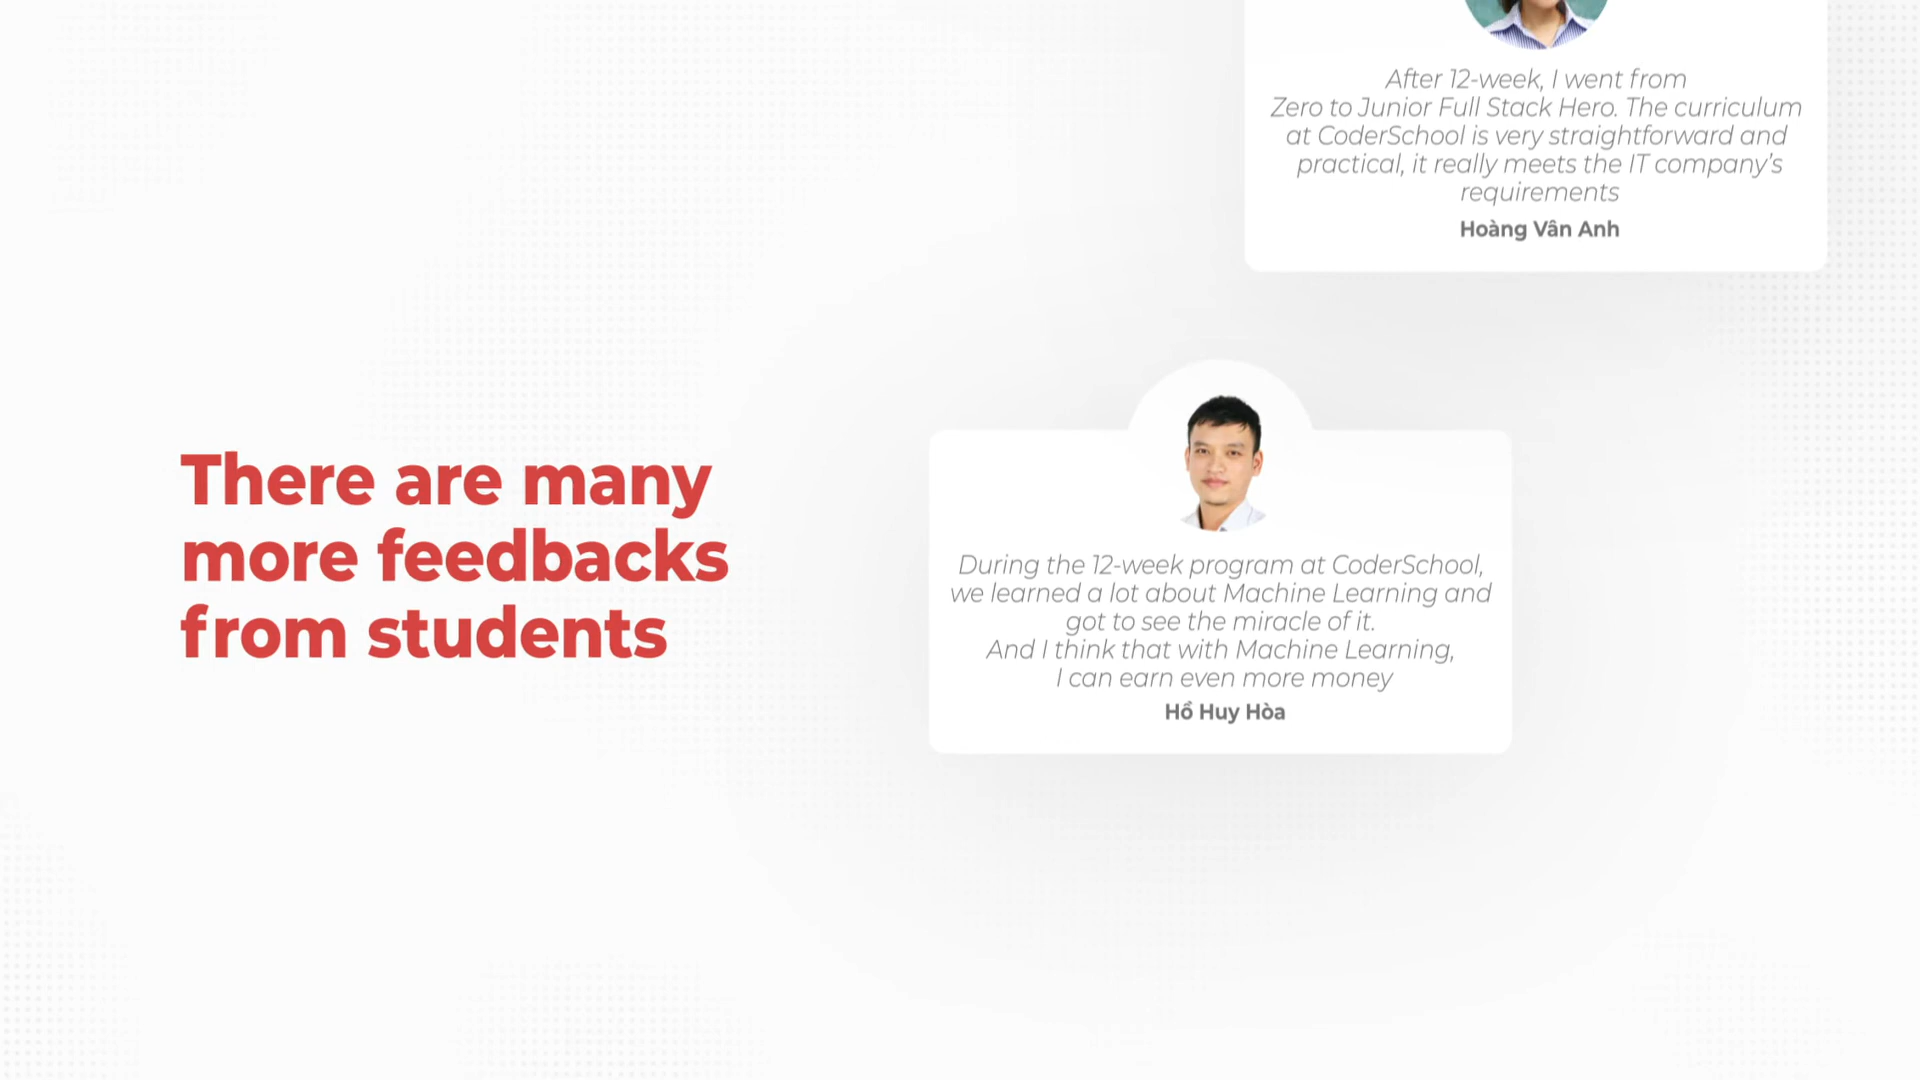 After 12-week, I went from
Zero to Junior Full Stack Hero. The curriculum
at CoderSchool is very straightforward and
practical, it really meets the IT company’s
requirements
Hoàng Vân Anh
There are many
more feedbacks
from students
During the 12-week program at CoderSchool,
we learned a lot about Machine Learning and
got to see the miracle of it.
And I think that with Machine Learning,
I can earn even more money
Hồ Huy Hòa